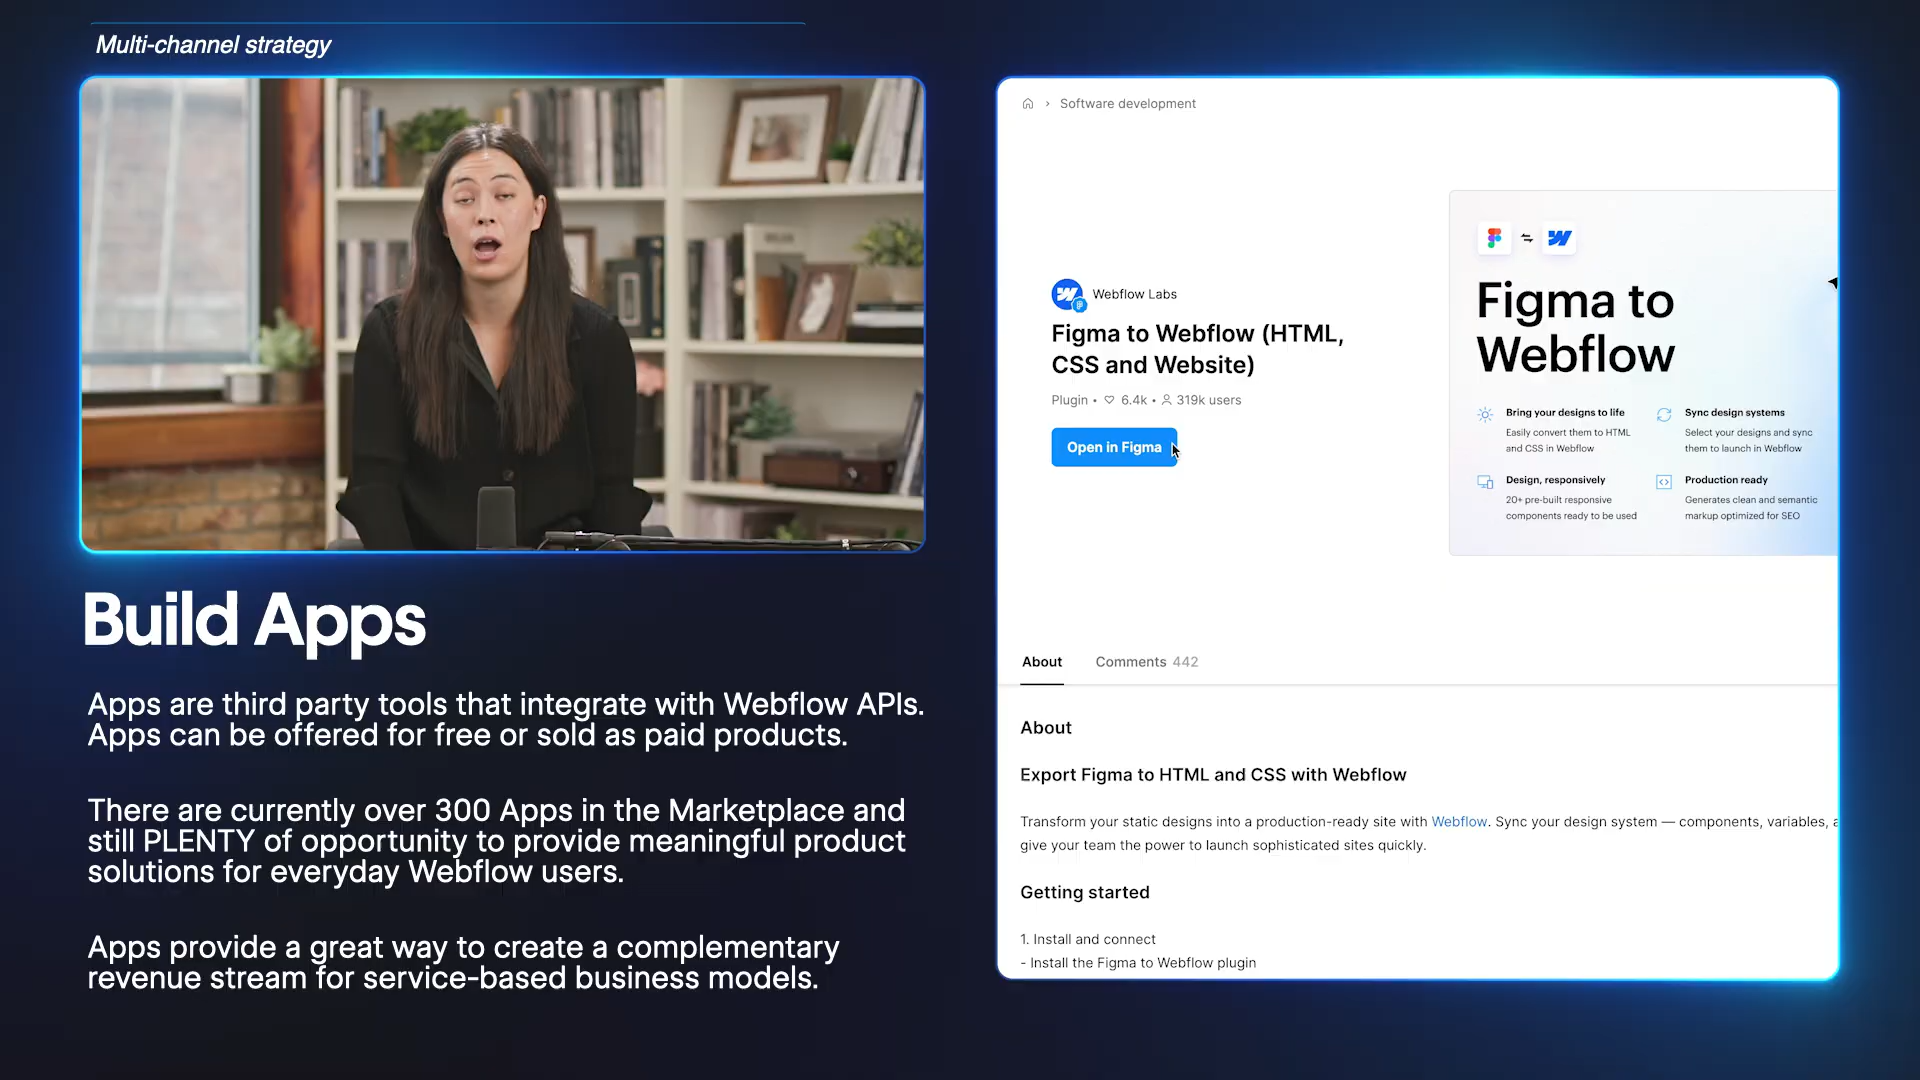 Multi-channel strategy
Build Apps
Apps are third party tools that integrate with Webflow APIs.
Apps can be offered for free or sold as paid products.
There are currently over 300 Apps in the Marketplace and
still PLENTY of opportunity to provide meaningful product
solutions for everyday Webflow users.
Apps provide a great way to create a complementary
revenue stream for service-based business models.
Software development
Webflow Labs
Figma to Webflow (HTML,
CSS and Website)
Plugin • 6.4k • 319k users
Open in Figma
Figma to
Webflow
Bring your designs to life
Easily convert them to HTML
and CSS in Webflow
Sync design systems
Select your designs and sync
them to launch in Webflow
Design, responsively
20+ pre-built responsive
components ready to be used
Production ready
Generates clean and semantic
markup optimized for SEO
About
Comments 442
About
Export Figma to HTML and CSS with Webflow
Transform your static designs into a production-ready site with Webflow. Sync your design system — components, variables,
give your team the power to launch sophisticated sites quickly.
Getting started
1. Install and connect
- Install the Figma to Webflow plugin